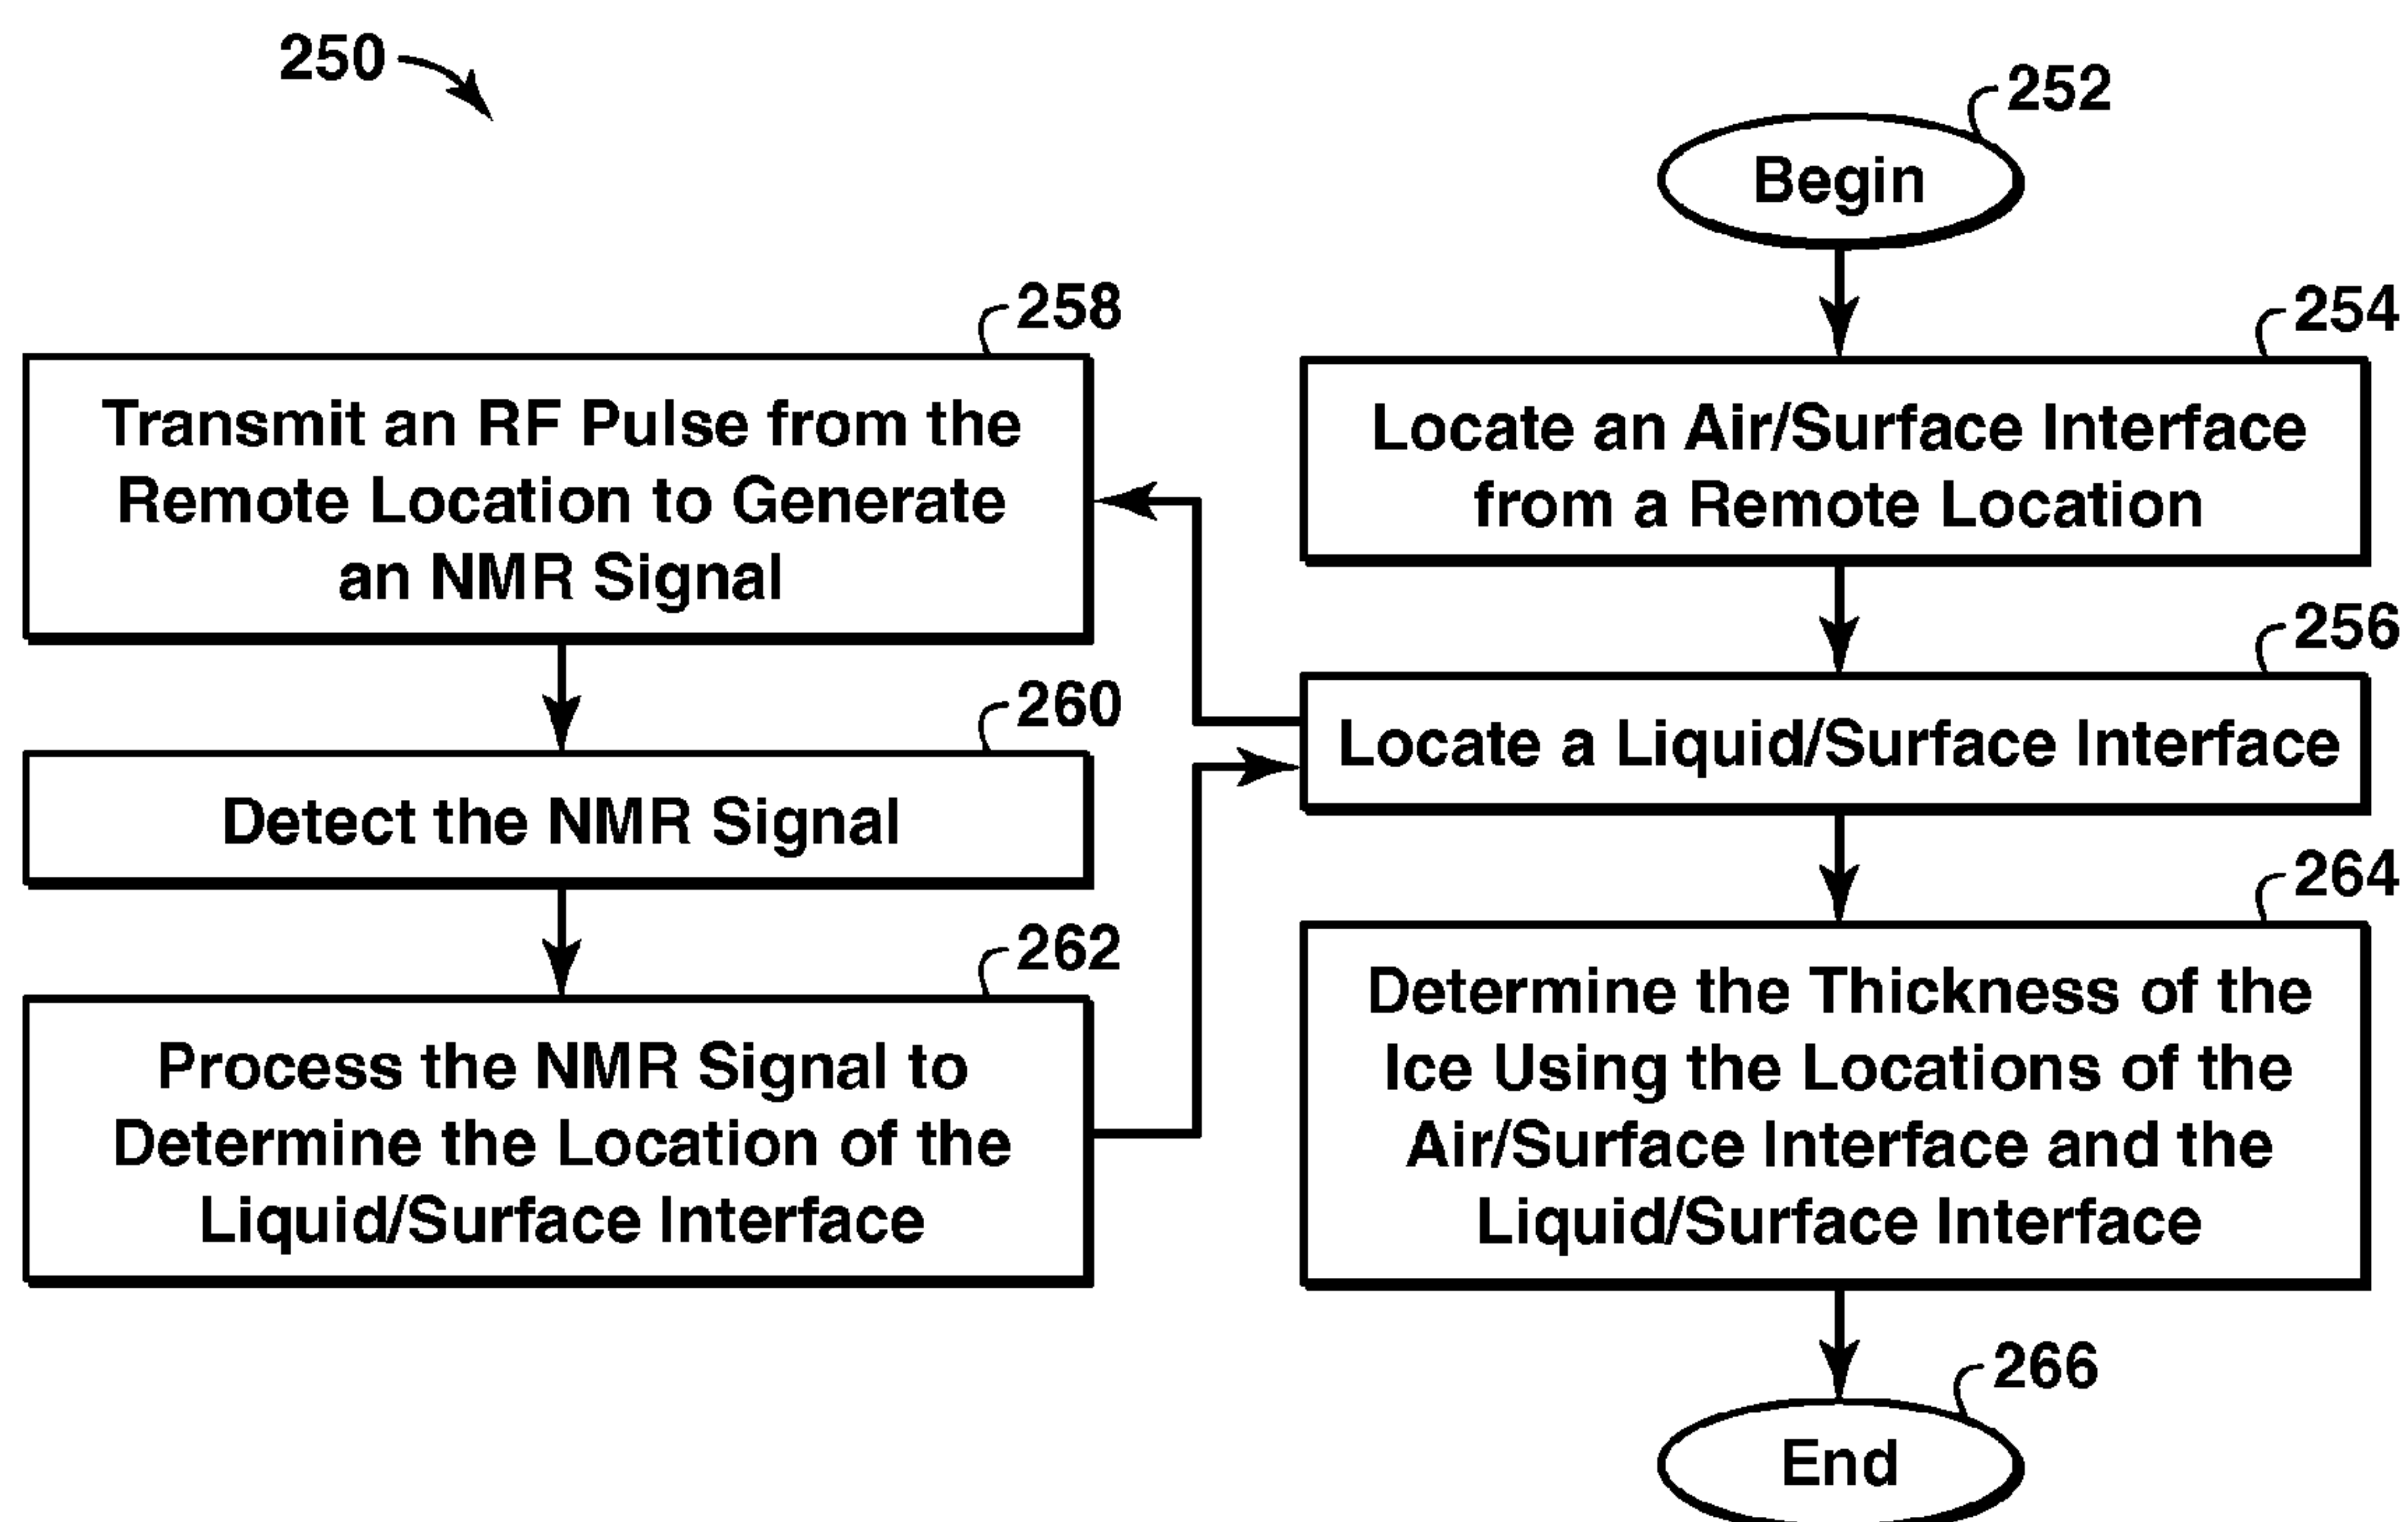 250
252
Begin
254
Locate an Air/Surface Interface
from a Remote Location
256
Locate a Liquid/Surface Interface
258
Transmit an RF Pulse from the
Remote Location to Generate
an NMR Signal
260
Detect the NMR Signal
262
Process the NMR Signal to
Determine the Location of the
Liquid/Surface Interface
264
Determine the Thickness of the
Ice Using the Locations of the
Air/Surface Interface and the
Liquid/Surface Interface
266
End